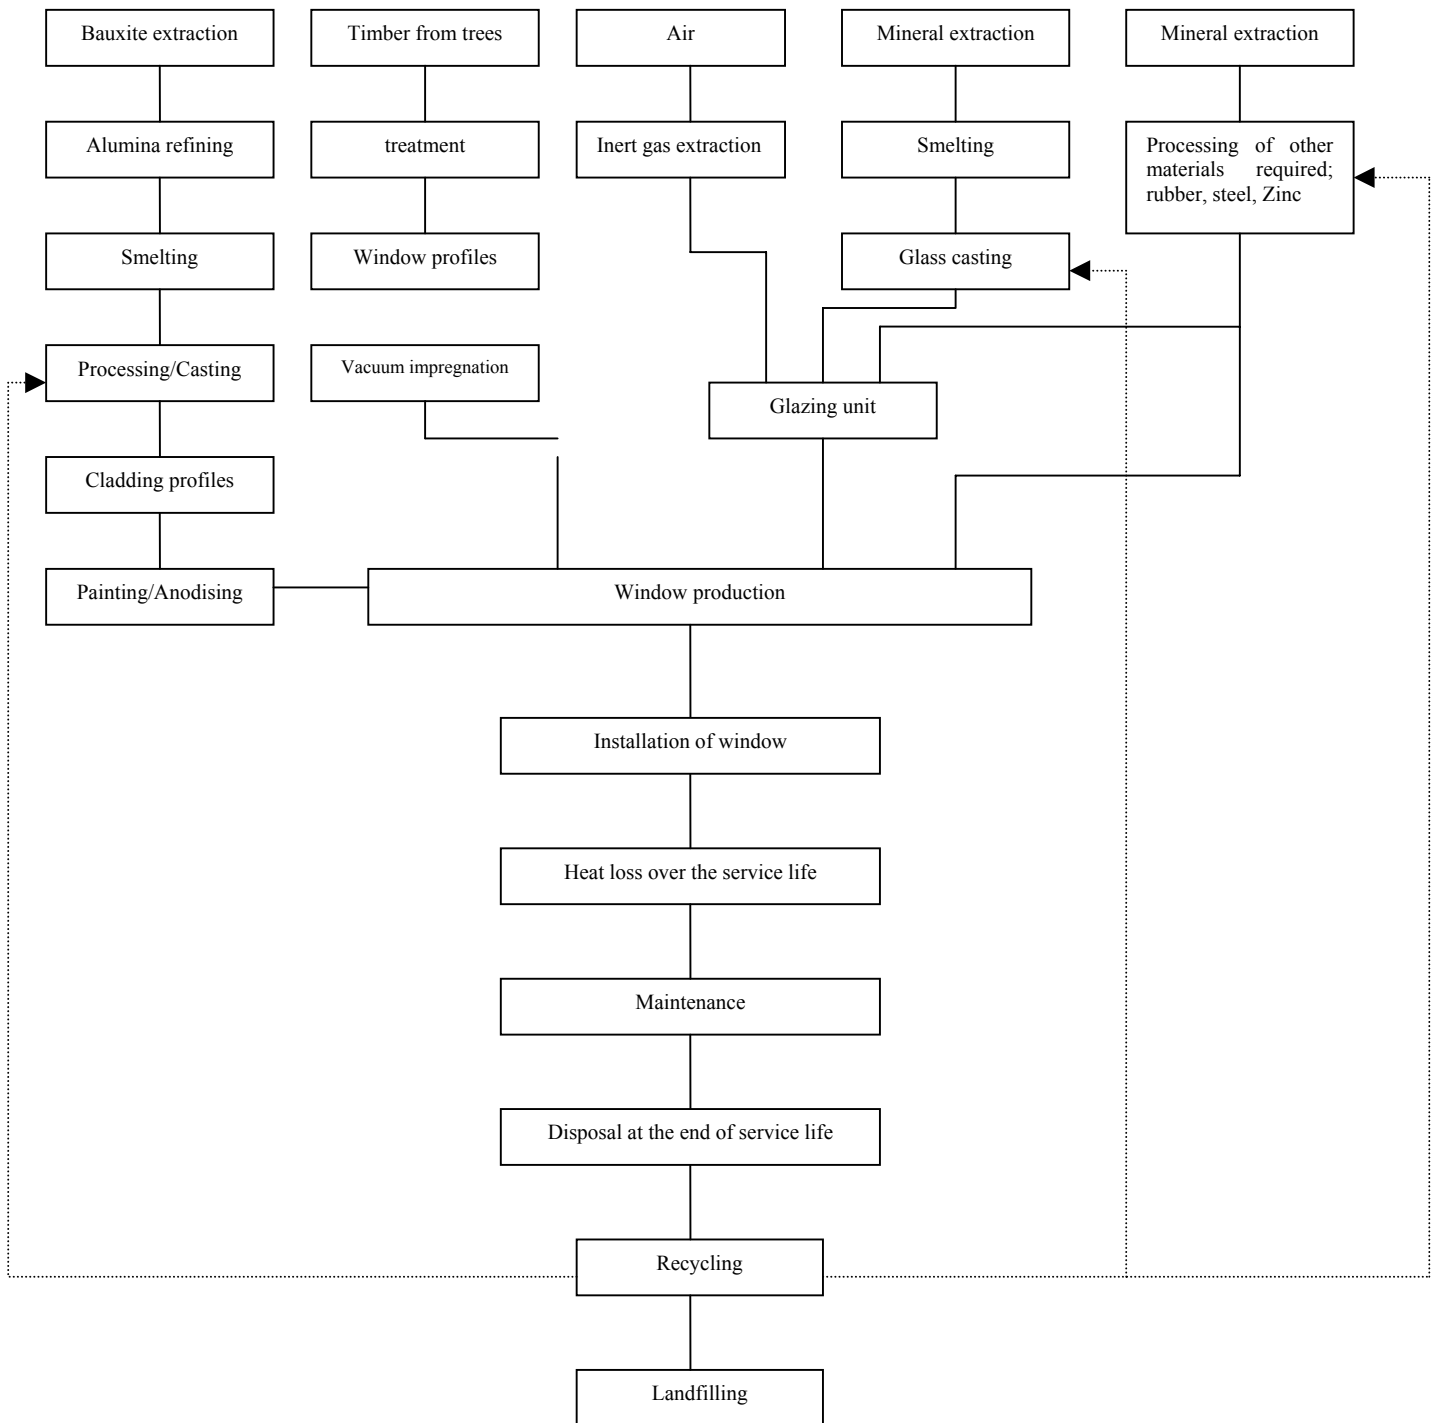 Bauxite extraction
Timber from trees
Air
Mineral extraction
Mineral extraction
Alumina refining
treatment
Inert gas extraction
Smelting
Processing of other
materials required;
rubber, steel, Zinc
Smelting
Window profiles
Glass casting
Processing/Casting
Vacuum impregnation
Glazing unit
Cladding profiles
Painting/Anodising
Window production
Installation of window
Heat loss over the service life
Maintenance
Disposal at the end of service life
Recycling
Landfilling